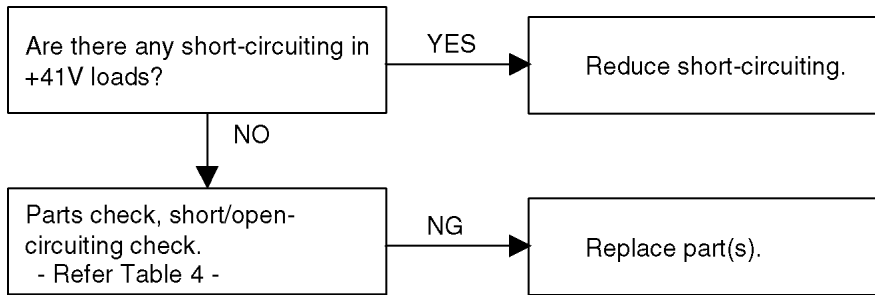 Are there any short-circuiting in
+41V loads?
YES
Reduce short-circuiting.
NO
Parts check, short/open-
circuiting check.
- Refer Table 4 -
NG
Replace part(s).